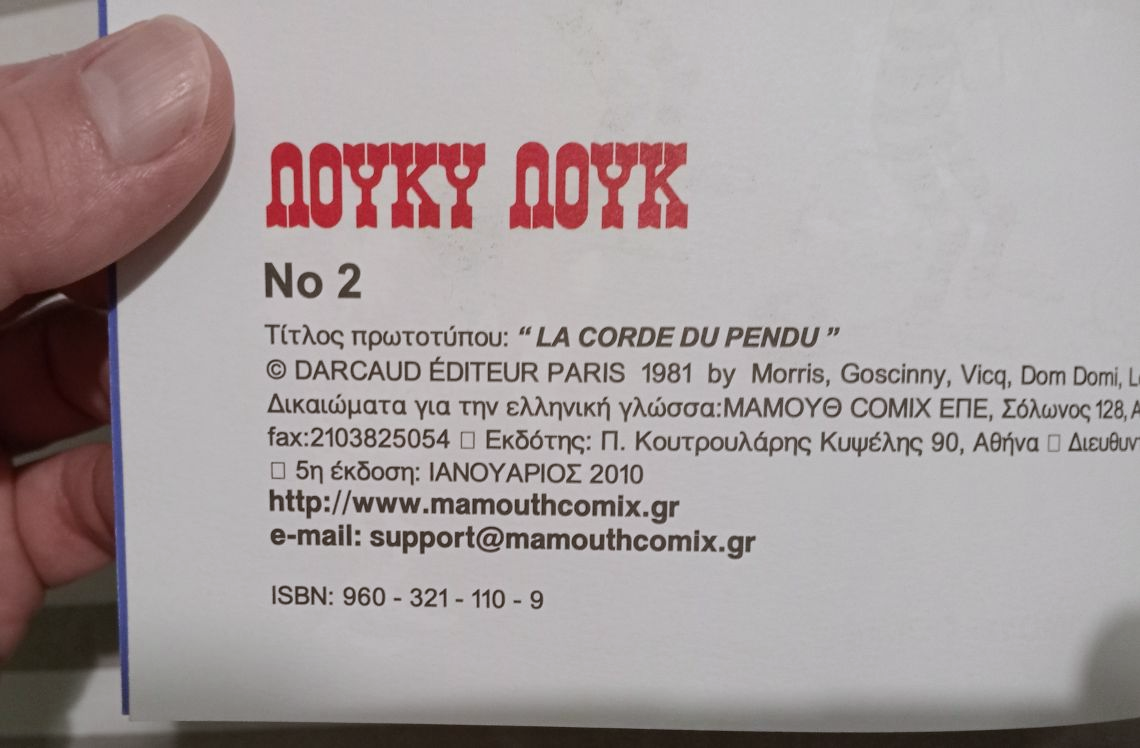 ΛΟΥΚΥ ΛΟΥΚ
No 2
Τίτλος πρωτοτύπου: “ LA CORDE DU PENDU ”
© DARCAUD ÉDITEUR PARIS 1981 by Morris, Goscinny, Vicq, Dom Domi,
Δικαιώματα για την ελληνική γλώσσα:ΜΑΜΟΥΘ COMIX ΕΠΕ, Σόλωνος 128,
fax:2103825054 □ Εκδότης: Π. Κουτρουλάρης Κυψέλης 90, Αθήνα □
□ 5η έκδοση: ΙΑΝΟΥΑΡΙΟΣ 2010
http://www.mamouthcomix.gr
e-mail: support@mamouthcomix.gr
ISBN: 960 - 321 - 110 - 9